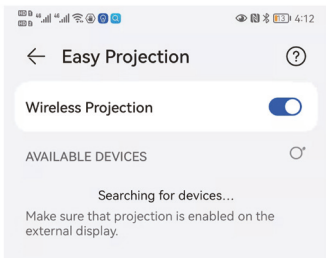 4:12
Easy Projection
Wireless Projection
AVAILABLE DEVICES
Searching for devices...
Make sure that projection is enabled on the
external display.